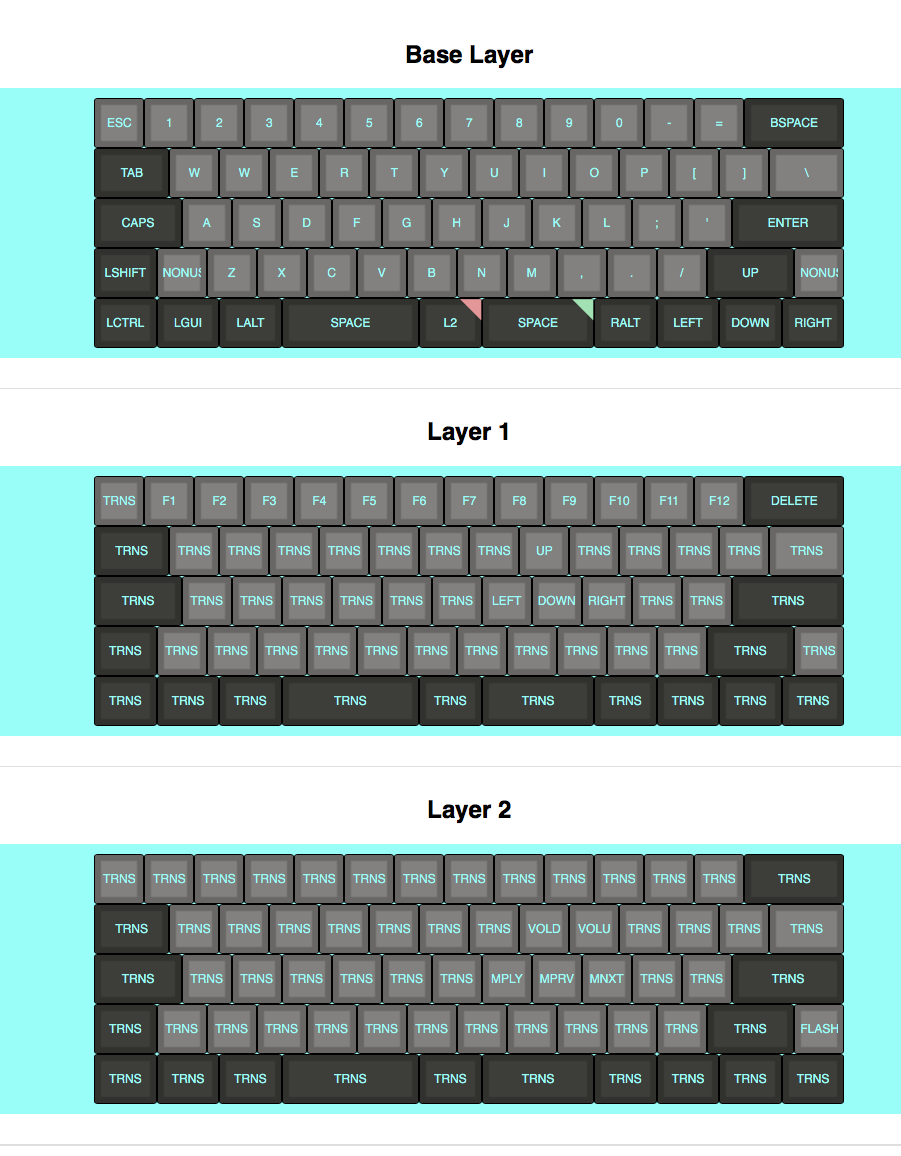 Base Layer
ESC 1 2 3 4 5 6 7 8 9 0 - = BSPACE
TAB W W E R T Y U I O P [ ] \
CAPS A S D F G H J K L ; ' ENTER
LSHIFT NONUS Z X C V B N M , . / UP NONUS
LCTRL LGUI LALT SPACE L2 SPACE RALT LEFT DOWN RIGHT
Layer 1
TRNS F1 F2 F3 F4 F5 F6 F7 F8 F9 F10 F11 F12 DELETE
TRNS TRNS TRNS TRNS TRNS TRNS TRNS TRNS UP TRNS TRNS TRNS TRNS TRNS
TRNS TRNS TRNS TRNS TRNS TRNS TRNS LEFT DOWN RIGHT TRNS TRNS TRNS
TRNS TRNS TRNS TRNS TRNS TRNS TRNS TRNS TRNS TRNS TRNS TRNS TRNS TRNS
TRNS TRNS TRNS TRNS TRNS TRNS TRNS TRNS TRNS TRNS
Layer 2
TRNS TRNS TRNS TRNS TRNS TRNS TRNS TRNS TRNS TRNS TRNS TRNS TRNS TRNS
TRNS TRNS TRNS TRNS TRNS TRNS TRNS TRNS VOLD VOLU TRNS TRNS TRNS TRNS
TRNS TRNS TRNS TRNS TRNS TRNS TRNS MPLY MPRV MNXT TRNS TRNS TRNS
TRNS TRNS TRNS TRNS TRNS TRNS TRNS TRNS TRNS TRNS TRNS TRNS TRNS FLASH
TRNS TRNS TRNS TRNS TRNS TRNS TRNS TRNS TRNS TRNS